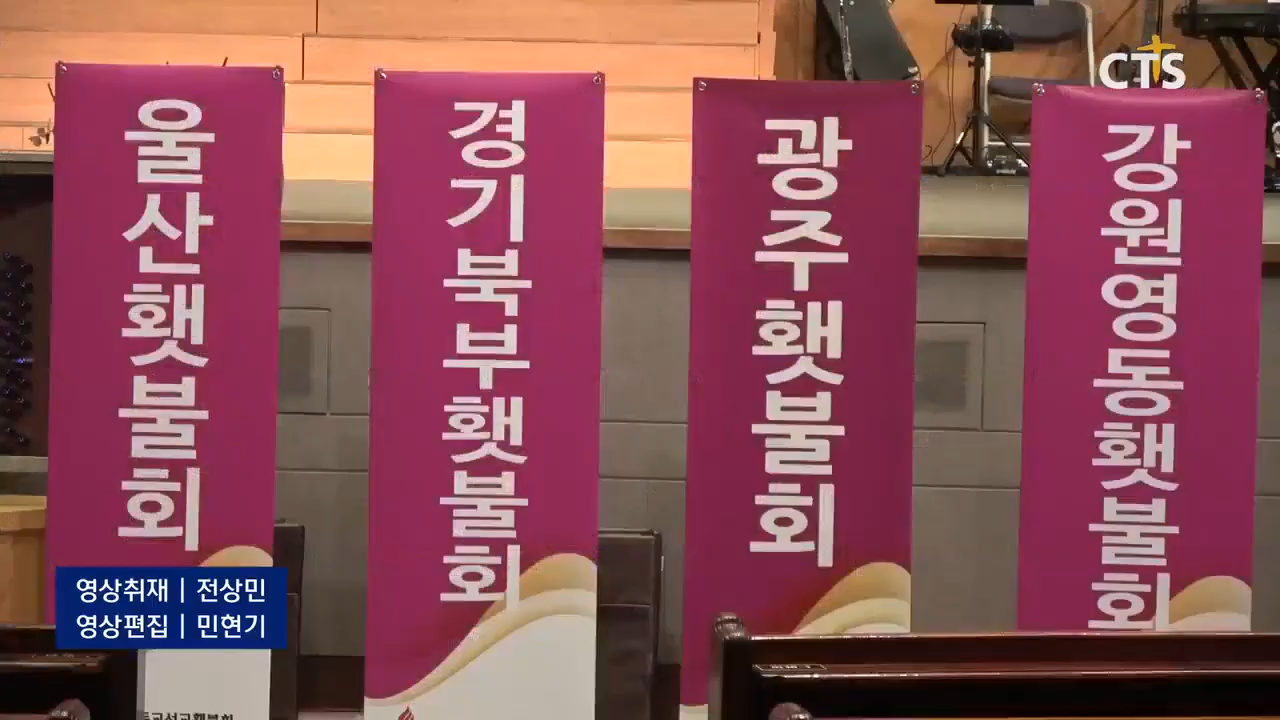 CTS
울산횃불회
경기북부횃불회
광주횃불회
강원영동횃불회
영상취재 | 전상민
영상편집 | 민현기